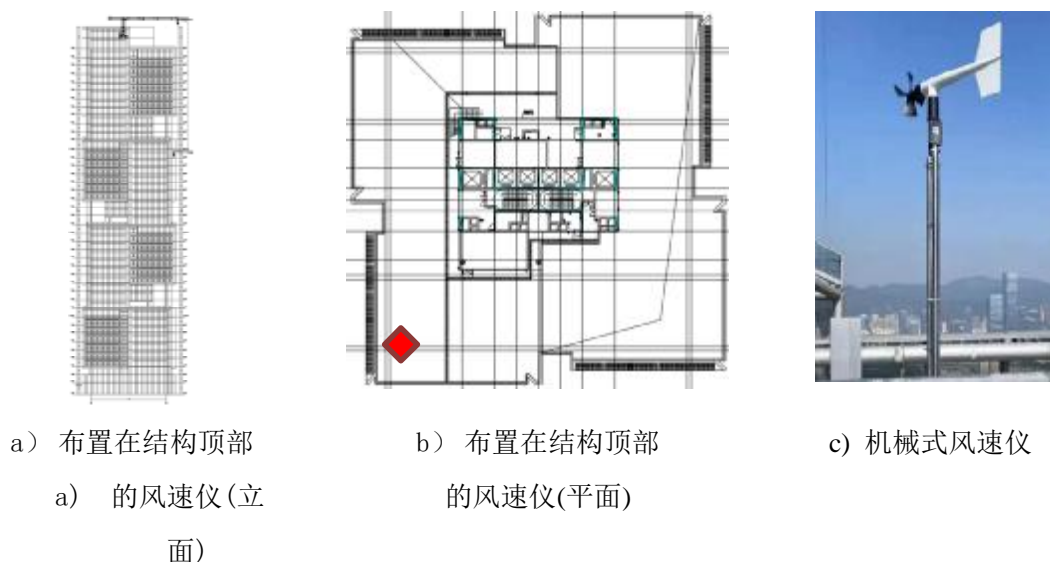 a） 布置在结构顶部
a) 的风速仪(立
面)
b） 布置在结构顶部
的风速仪(平面)
c) 机械式风速仪